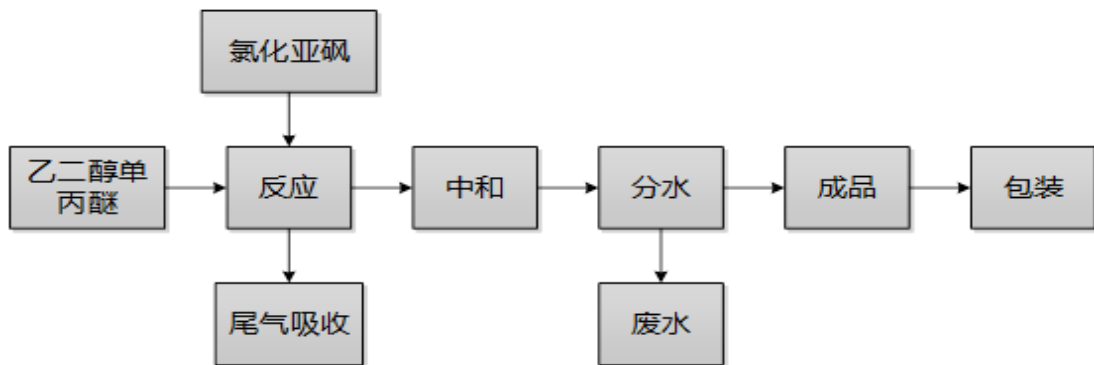 氯化亚砜
乙二醇单
丙醚
反应
中和
分水
成品
包装
尾气吸收
废水